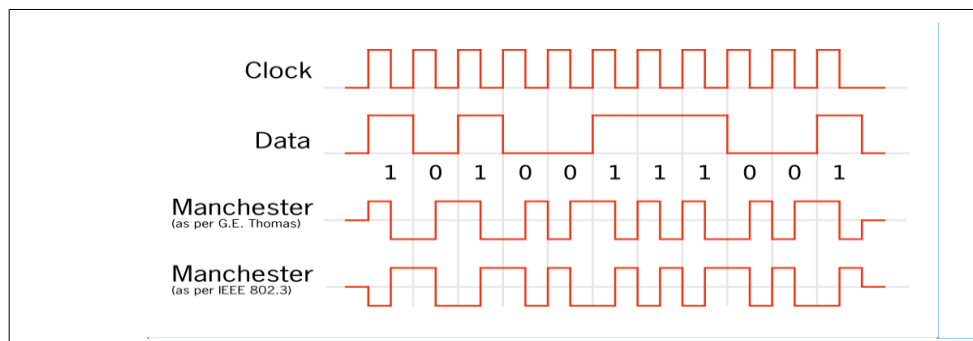 Clock
Data
1 0 1 0 0 1 1 1 0 0 1
Manchester
(as per G.E. Thomas)
Manchester
(as per IEEE 802.3)